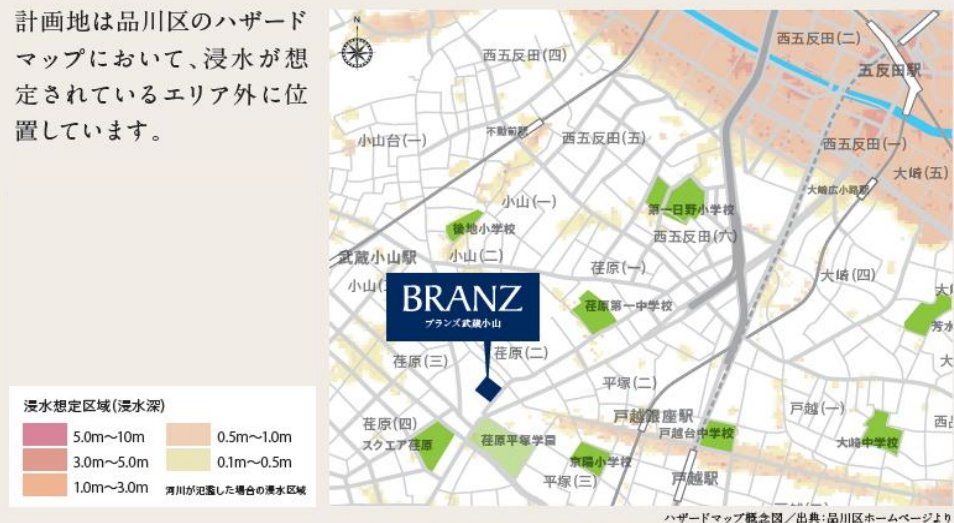 計画地は品川区のハザード
マップにおいて、浸水が想
定されているエリア外に位
置しています。
N
西五反田(四)
西五反田(二)
五反田駅
小山台(一)
不動前駅
西五反田(五)
西五反田(一)
大崎(五)
大崎広小路駅
小山(一)
第一日野小学校
後地小学校
西五反田(六)
武蔵小山駅
小山(二)
荏原(一)
大崎(四)
小山(三
BRANZ
ブランズ武蔵小山
荏原第一中学校
芳水
荏原(三)
荏原(二)
平塚(二)
戸越銀座駅
戸越(一)
荏原(四)
スクエア荏原
荏原平塚学園
戸越台中学校
大崎中学校
京陽小学校
戸越駅
平塚(三)
浸水想定区域(浸水深)
5.0m〜10m
0.5m〜1.0m
3.0m〜5.0m
0.1m〜0.5m
1.0m〜3.0m
河川が氾濫した場合の浸水区域
ハザードマップ概念図／出典:品川区ホームページより